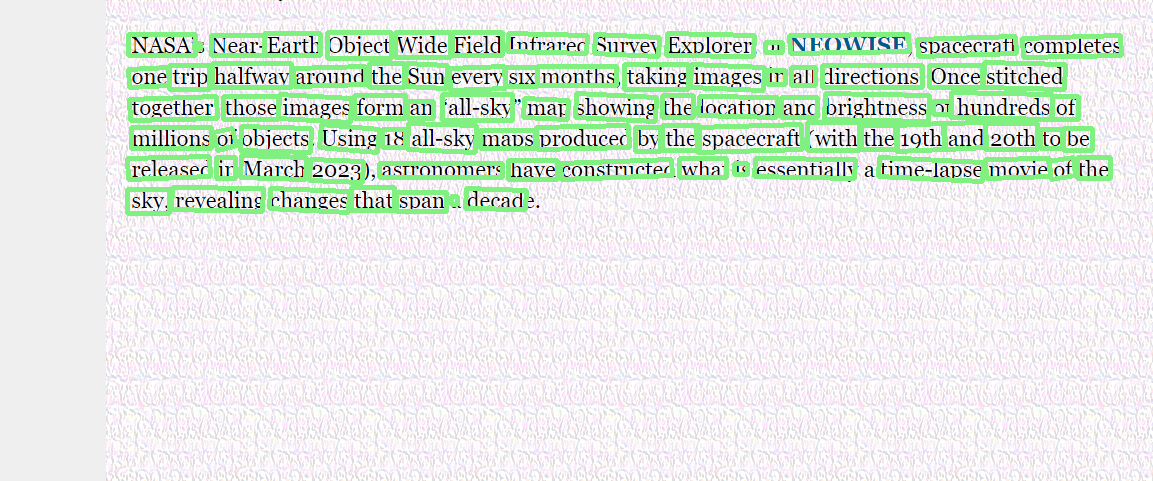 NASA's Near-Earth Object Wide Field Infrared Survey Explorer, or NEOWISE, spacecraft completes
one trip halfway around the Sun every six months, taking images in all directions. Once stitched
together, those images form an "all-sky" map showing the location and brightness of hundreds of
millions of objects. Using 18 all-sky maps produced by the spacecraft (with the 19th and 20th to be
released in March 2023), astronomers have constructed what is essentially a time-lapse movie of the
sky, revealing changes that span a decade.